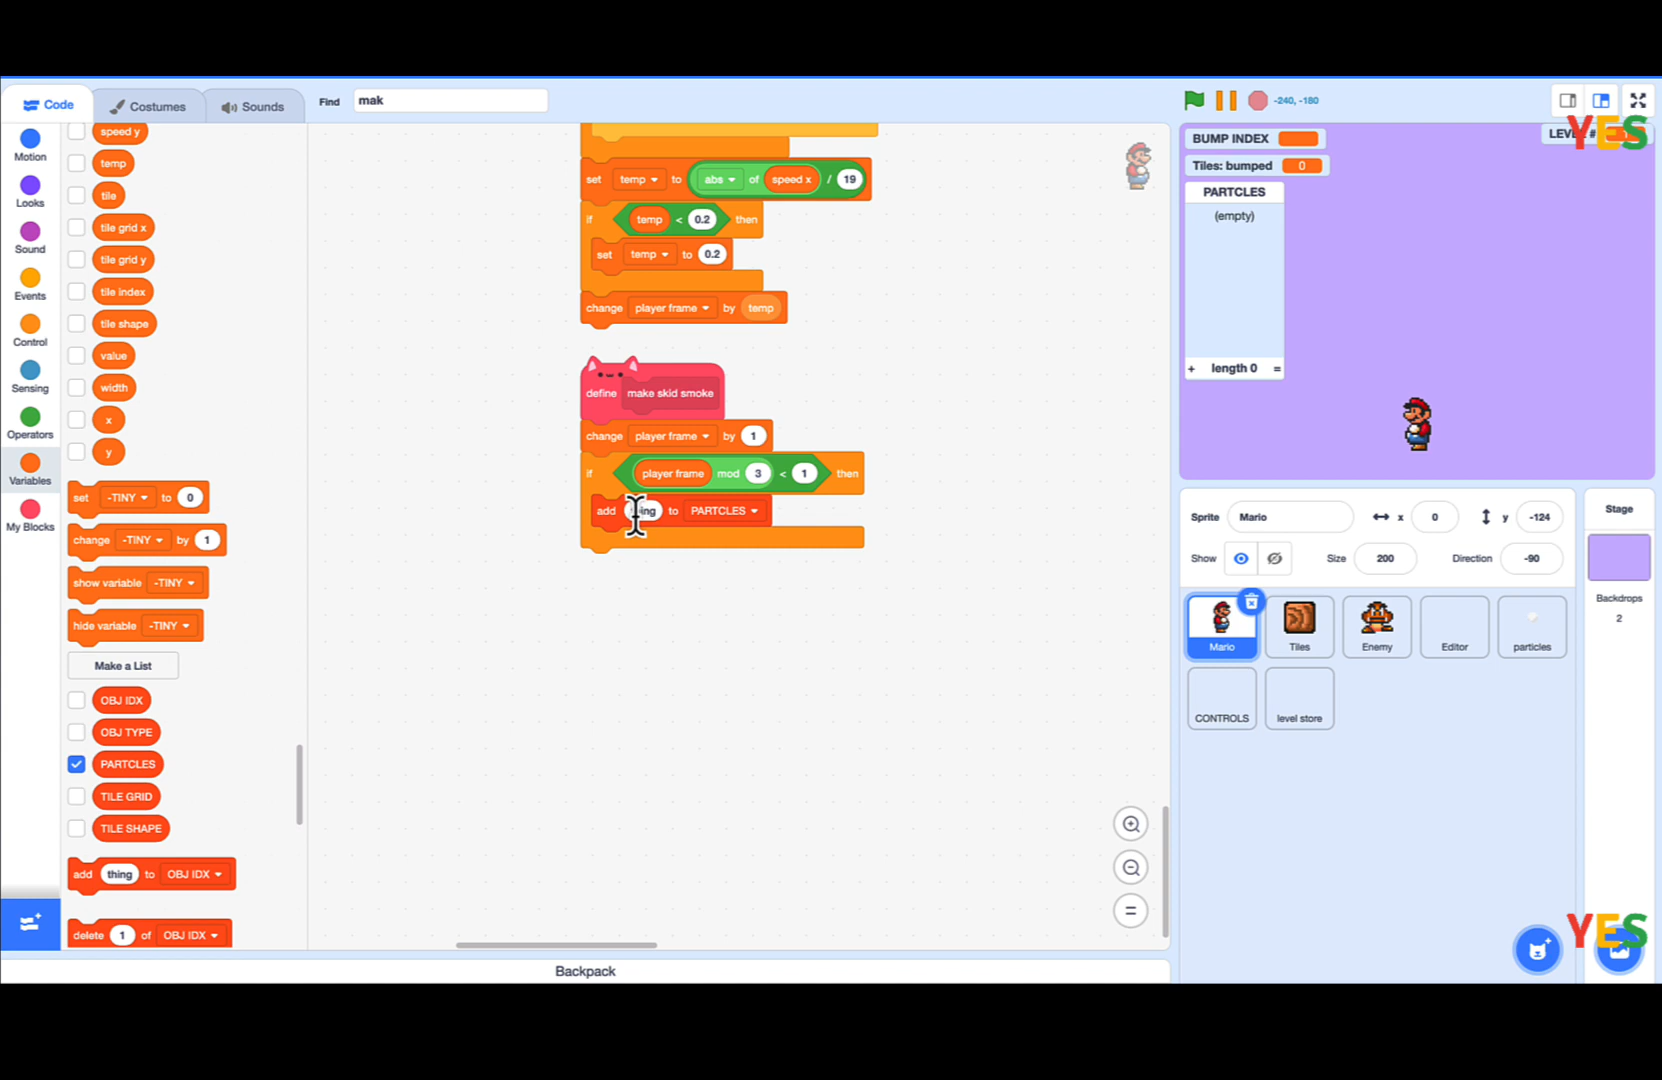 Code
Costumes
Sounds
Find
mak
-240, -180
Motion
Looks
Sound
Events
Control
Sensing
Operators
Variables
My Blocks
speed y
temp
tile
tile grid x
tile grid y
tile index
tile shape
value
width
x
y
set -TINY to 0
change -TINY by 1
show variable -TINY
hide variable -TINY
Make a List
OBJ IDX
OBJ TYPE
PARTCLES
TILE GRID
TILE SHAPE
add thing to OBJ IDX
delete 1 of OBJ IDX
set temp to abs of speed x / 19
if temp < 0.2 then
set temp to 0.2
change player frame by temp
define make skid smoke
change player frame by 1
if player frame mod 3 < 1 then
add to PARTCLES
Backpack
BUMP INDEX
Tiles: bumped 0
PARTCLES
(empty)
+ length 0 =
YES
Sprite Mario x 0 y -124
Show Size 200 Direction -90
Mario
Tiles
Enemy
Editor
particles
CONTROLS
level store
Stage
Backdrops
2
YES